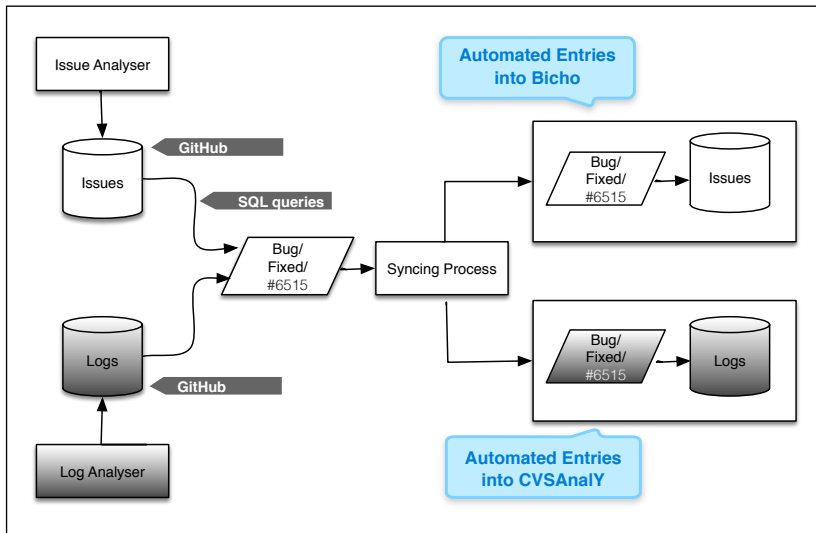 Issue Analyser
GitHub
Issues
SQL queries
Bug/
Fixed/
#6515
Syncing Process
Logs
GitHub
Log Analyser
Automated Entries
into Bicho
Bug/
Fixed/
#6515
Issues
Bug/
Fixed/
#6515
Logs
Automated Entries
into CVSAnalY